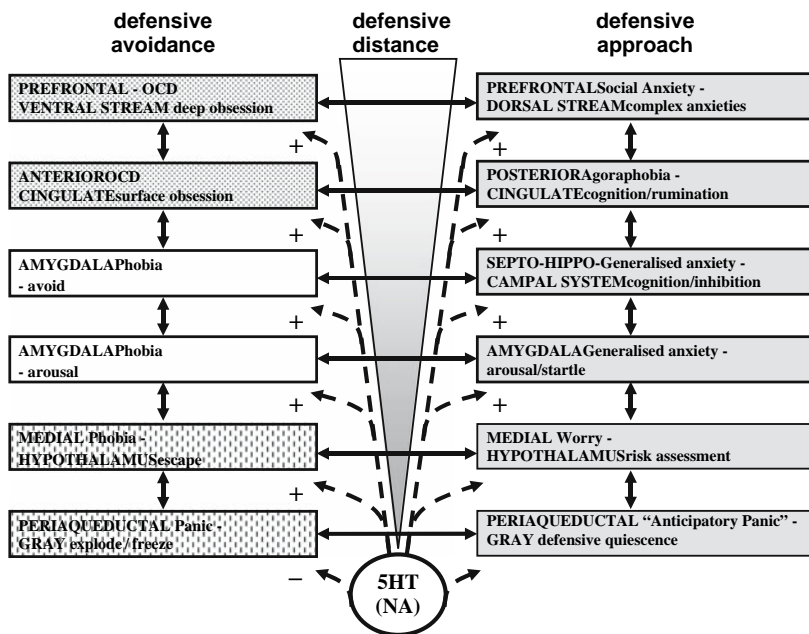 defensive avoidance
defensive distance
defensive approach
PREFRONTAL - OCD
VENTRAL STREAM deep obsession
PREFRONTALSocial Anxiety -
DORSAL STREAMcomplex anxieties
+
+
ANTERIOROCD
CINGULATEsurface obsession
POSTERIORAgoraphobia -
CINGULATEcognition/rumination
+
+
AMYGDALAPhobia
- avoid
SEPTO-HIPPO-Generalised anxiety -
CAMPAL SYSTEMcognition/inhibition
+
+
AMYGDALAPhobia
- arousal
AMYGDALAGeneralised anxiety -
arousal/startle
+
+
MEDIAL Phobia -
HYPOTHALAMUSescape
MEDIAL Worry -
HYPOTHALAMUSrisk assessment
+
PERIAQUEDUCTAL Panic -
GRAY explode/freeze
PERIAQUEDUCTAL “Anticipatory Panic” -
GRAY defensive quiescence
–
5HT
(NA)